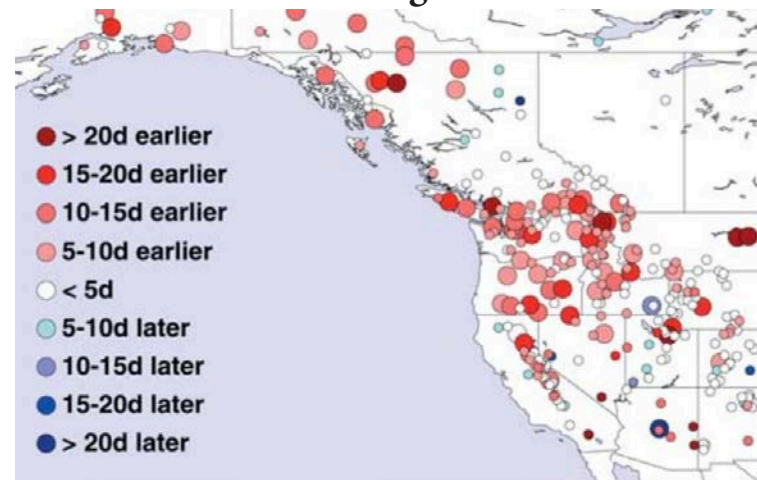 > 20d earlier
15-20d earlier
10-15d earlier
5-10d earlier
< 5d
5-10d later
10-15d later
15-20d later
> 20d later